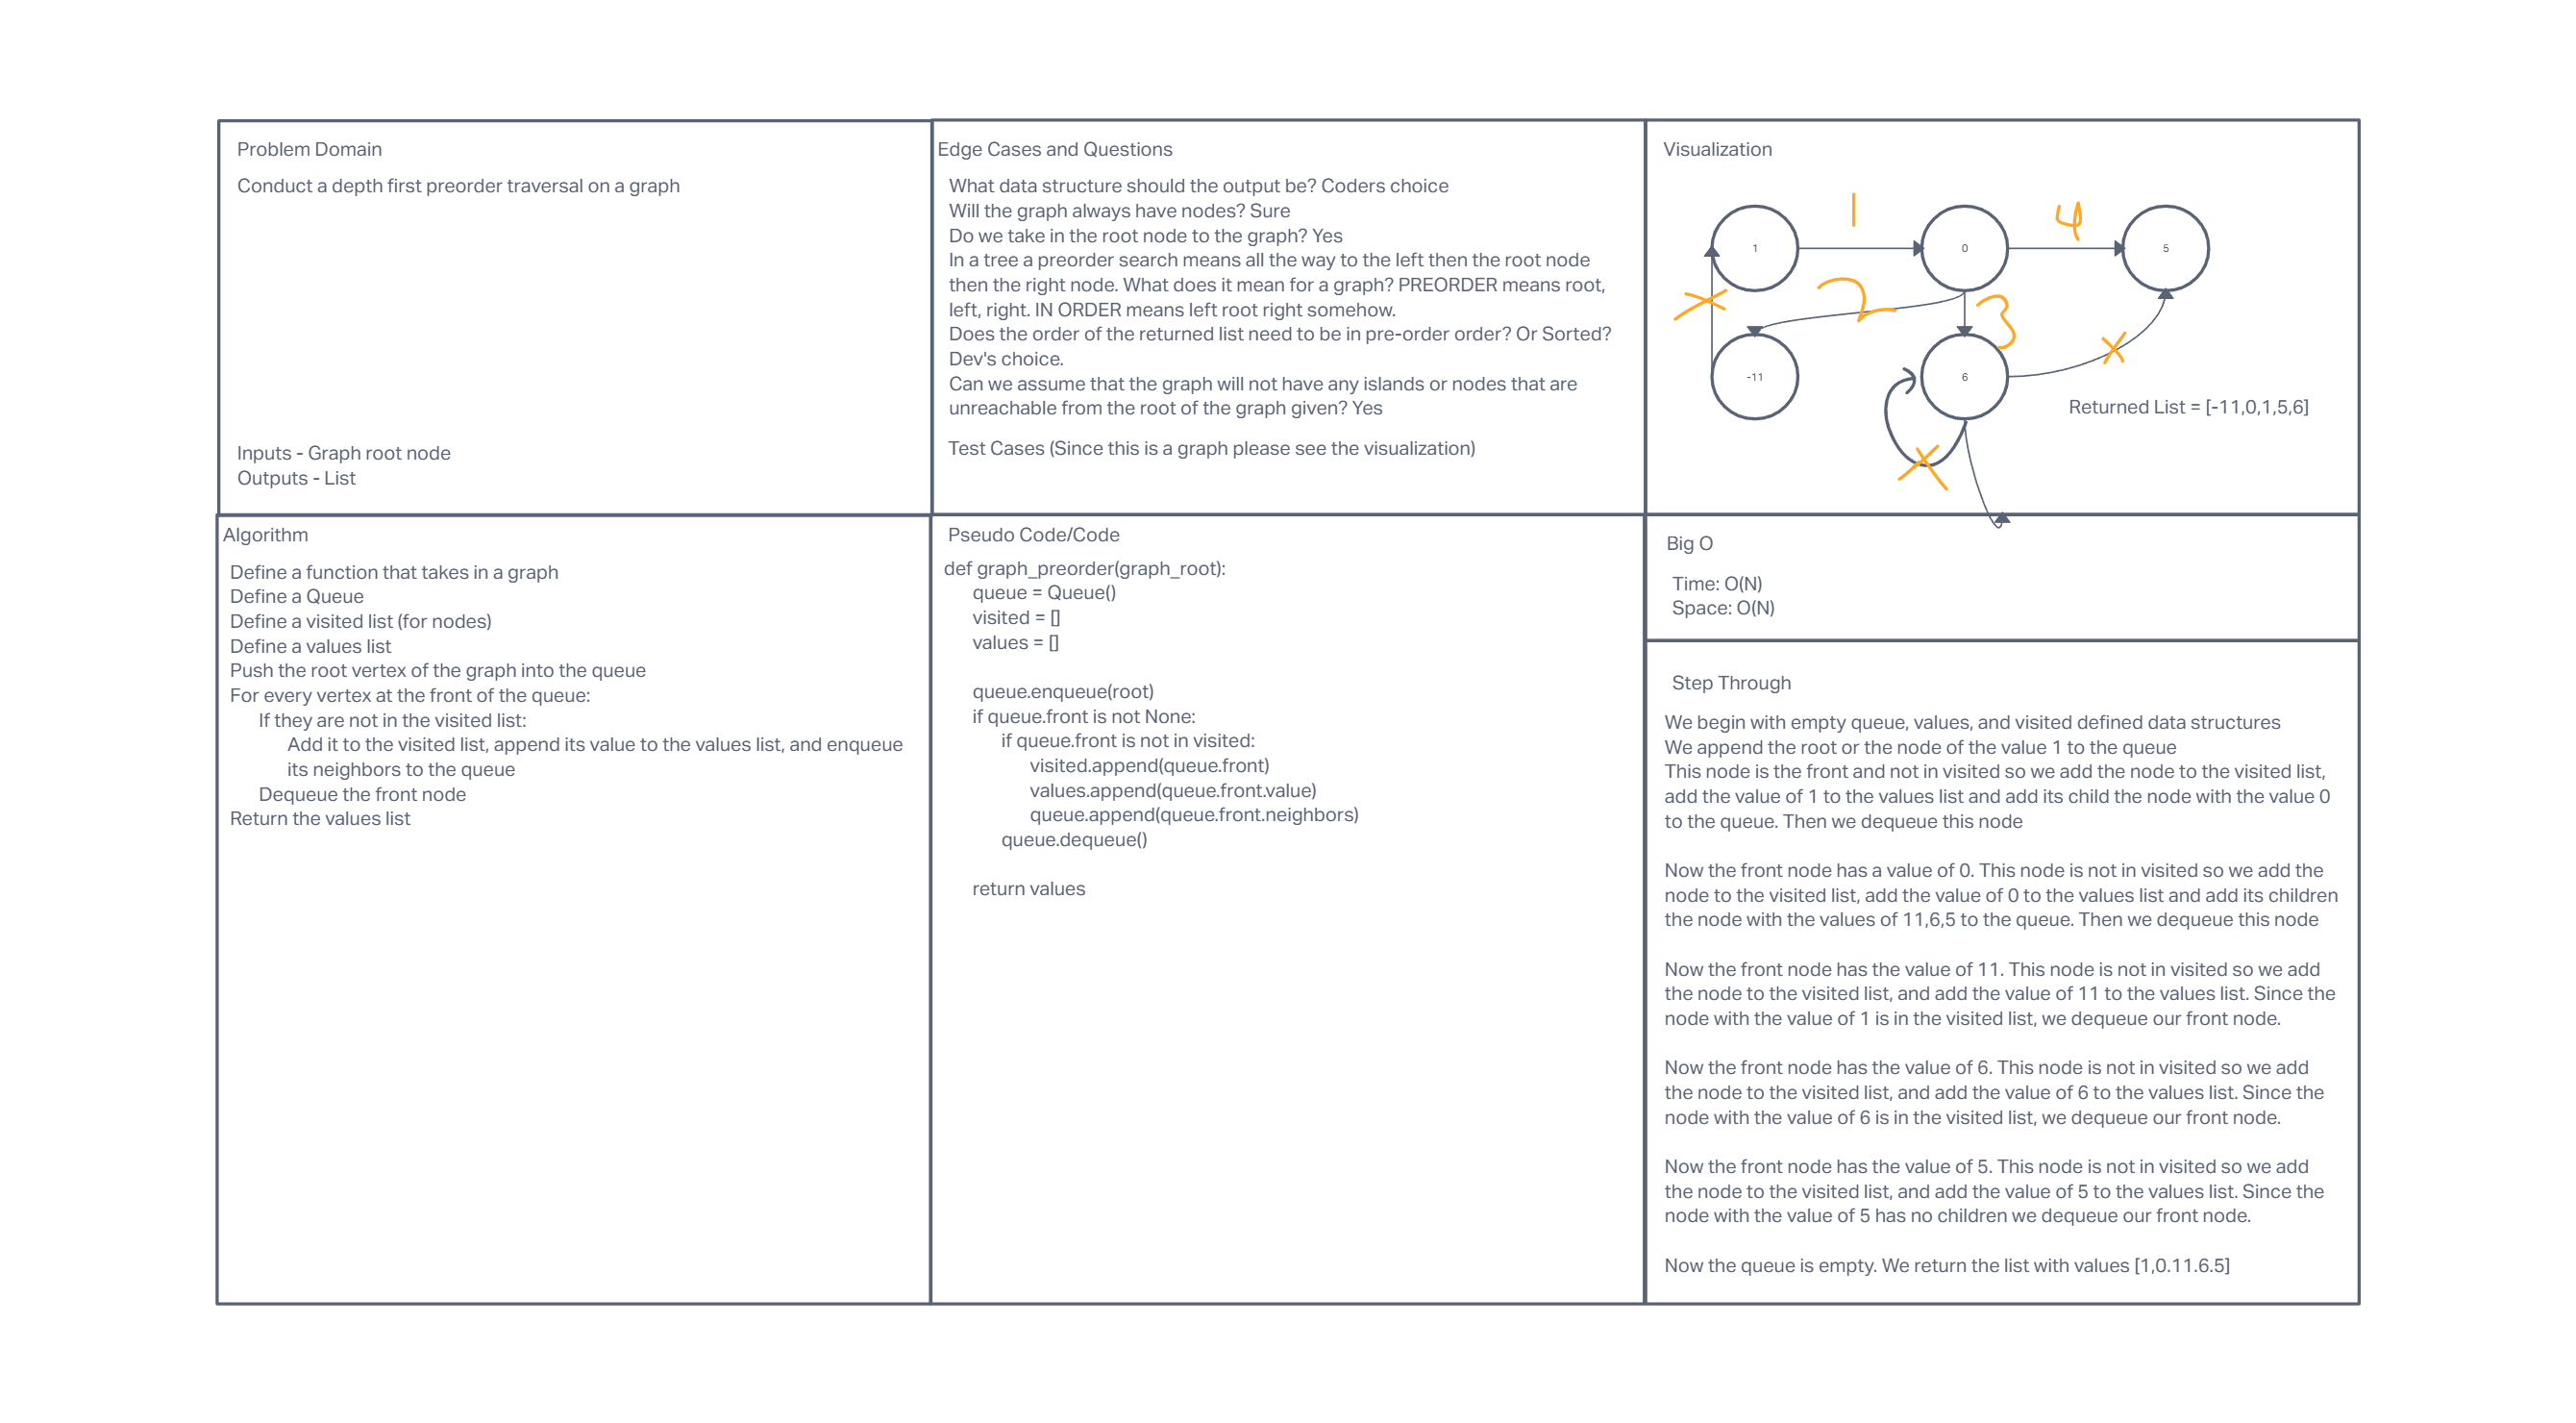 Problem Domain
Conduct a depth first preorder traversal on a graph
Inputs - Graph root node
Outputs - List
Edge Cases and Questions
What data structure should the output be? Coders choice
Will the graph always have nodes? Sure
Do we take in the root node to the graph? Yes
In a tree a preorder search means all the way to the left then the root node
then the right node. What does it mean for a graph? PREORDER means root,
left, right. IN ORDER means left root right somehow.
Does the order of the returned list need to be in pre-order order? Or Sorted?
Dev's choice.
Can we assume that the graph will not have any islands or nodes that are
unreachable from the root of the graph given? Yes
Test Cases (Since this is a graph please see the visualization)
Visualization
1 4
1 0 5
X 2 3
X
-11 6
Returned List = [-11,0,1,5,6]
X
Algorithm
Define a function that takes in a graph
Define a Queue
Define a visited list (for nodes)
Define a values list
Push the root vertex of the graph into the queue
For every vertex at the front of the queue:
If they are not in the visited list:
Add it to the visited list, append its value to the values list, and enqueue
its neighbors to the queue
Dequeue the front node
Return the values list
Pseudo Code/Code
def graph_preorder(graph_root):
queue = Queue()
visited = []
values = []
queue.enqueue(root)
if queue.front is not None:
if queue.front is not in visited:
visited.append(queue.front)
values.append(queue.front.value)
queue.append(queue.front.neighbors)
queue.dequeue()
return values
Big O
Time: O(N)
Space: O(N)
Step Through
We begin with empty queue, values, and visited defined data structures
We append the root or the node of the value 1 to the queue
This node is the front and not in visited so we add the node to the visited list,
add the value of 1 to the values list and add its child the node with the value 0
to the queue. Then we dequeue this node
Now the front node has a value of 0. This node is not in visited so we add the
node to the visited list, add the value of 0 to the values list and add its children
the node with the values of 11,6,5 to the queue. Then we dequeue this node
Now the front node has the value of 11. This node is not in visited so we add
the node to the visited list, and add the value of 11 to the values list. Since the
node with the value of 1 is in the visited list, we dequeue our front node.
Now the front node has the value of 6. This node is not in visited so we add
the node to the visited list, and add the value of 6 to the values list. Since the
node with the value of 6 is in the visited list, we dequeue our front node.
Now the front node has the value of 5. This node is not in visited so we add
the node to the visited list, and add the value of 5 to the values list. Since the
node with the value of 5 has no children we dequeue our front node.
Now the queue is empty. We return the list with values [1,0.11.6.5]